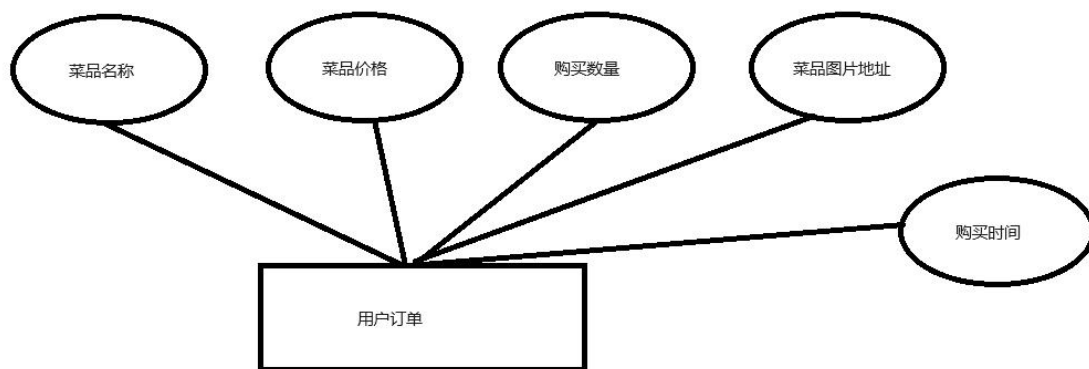 菜品名称
菜品价格
购买数量
菜品图片地址
购买时间
用户订单